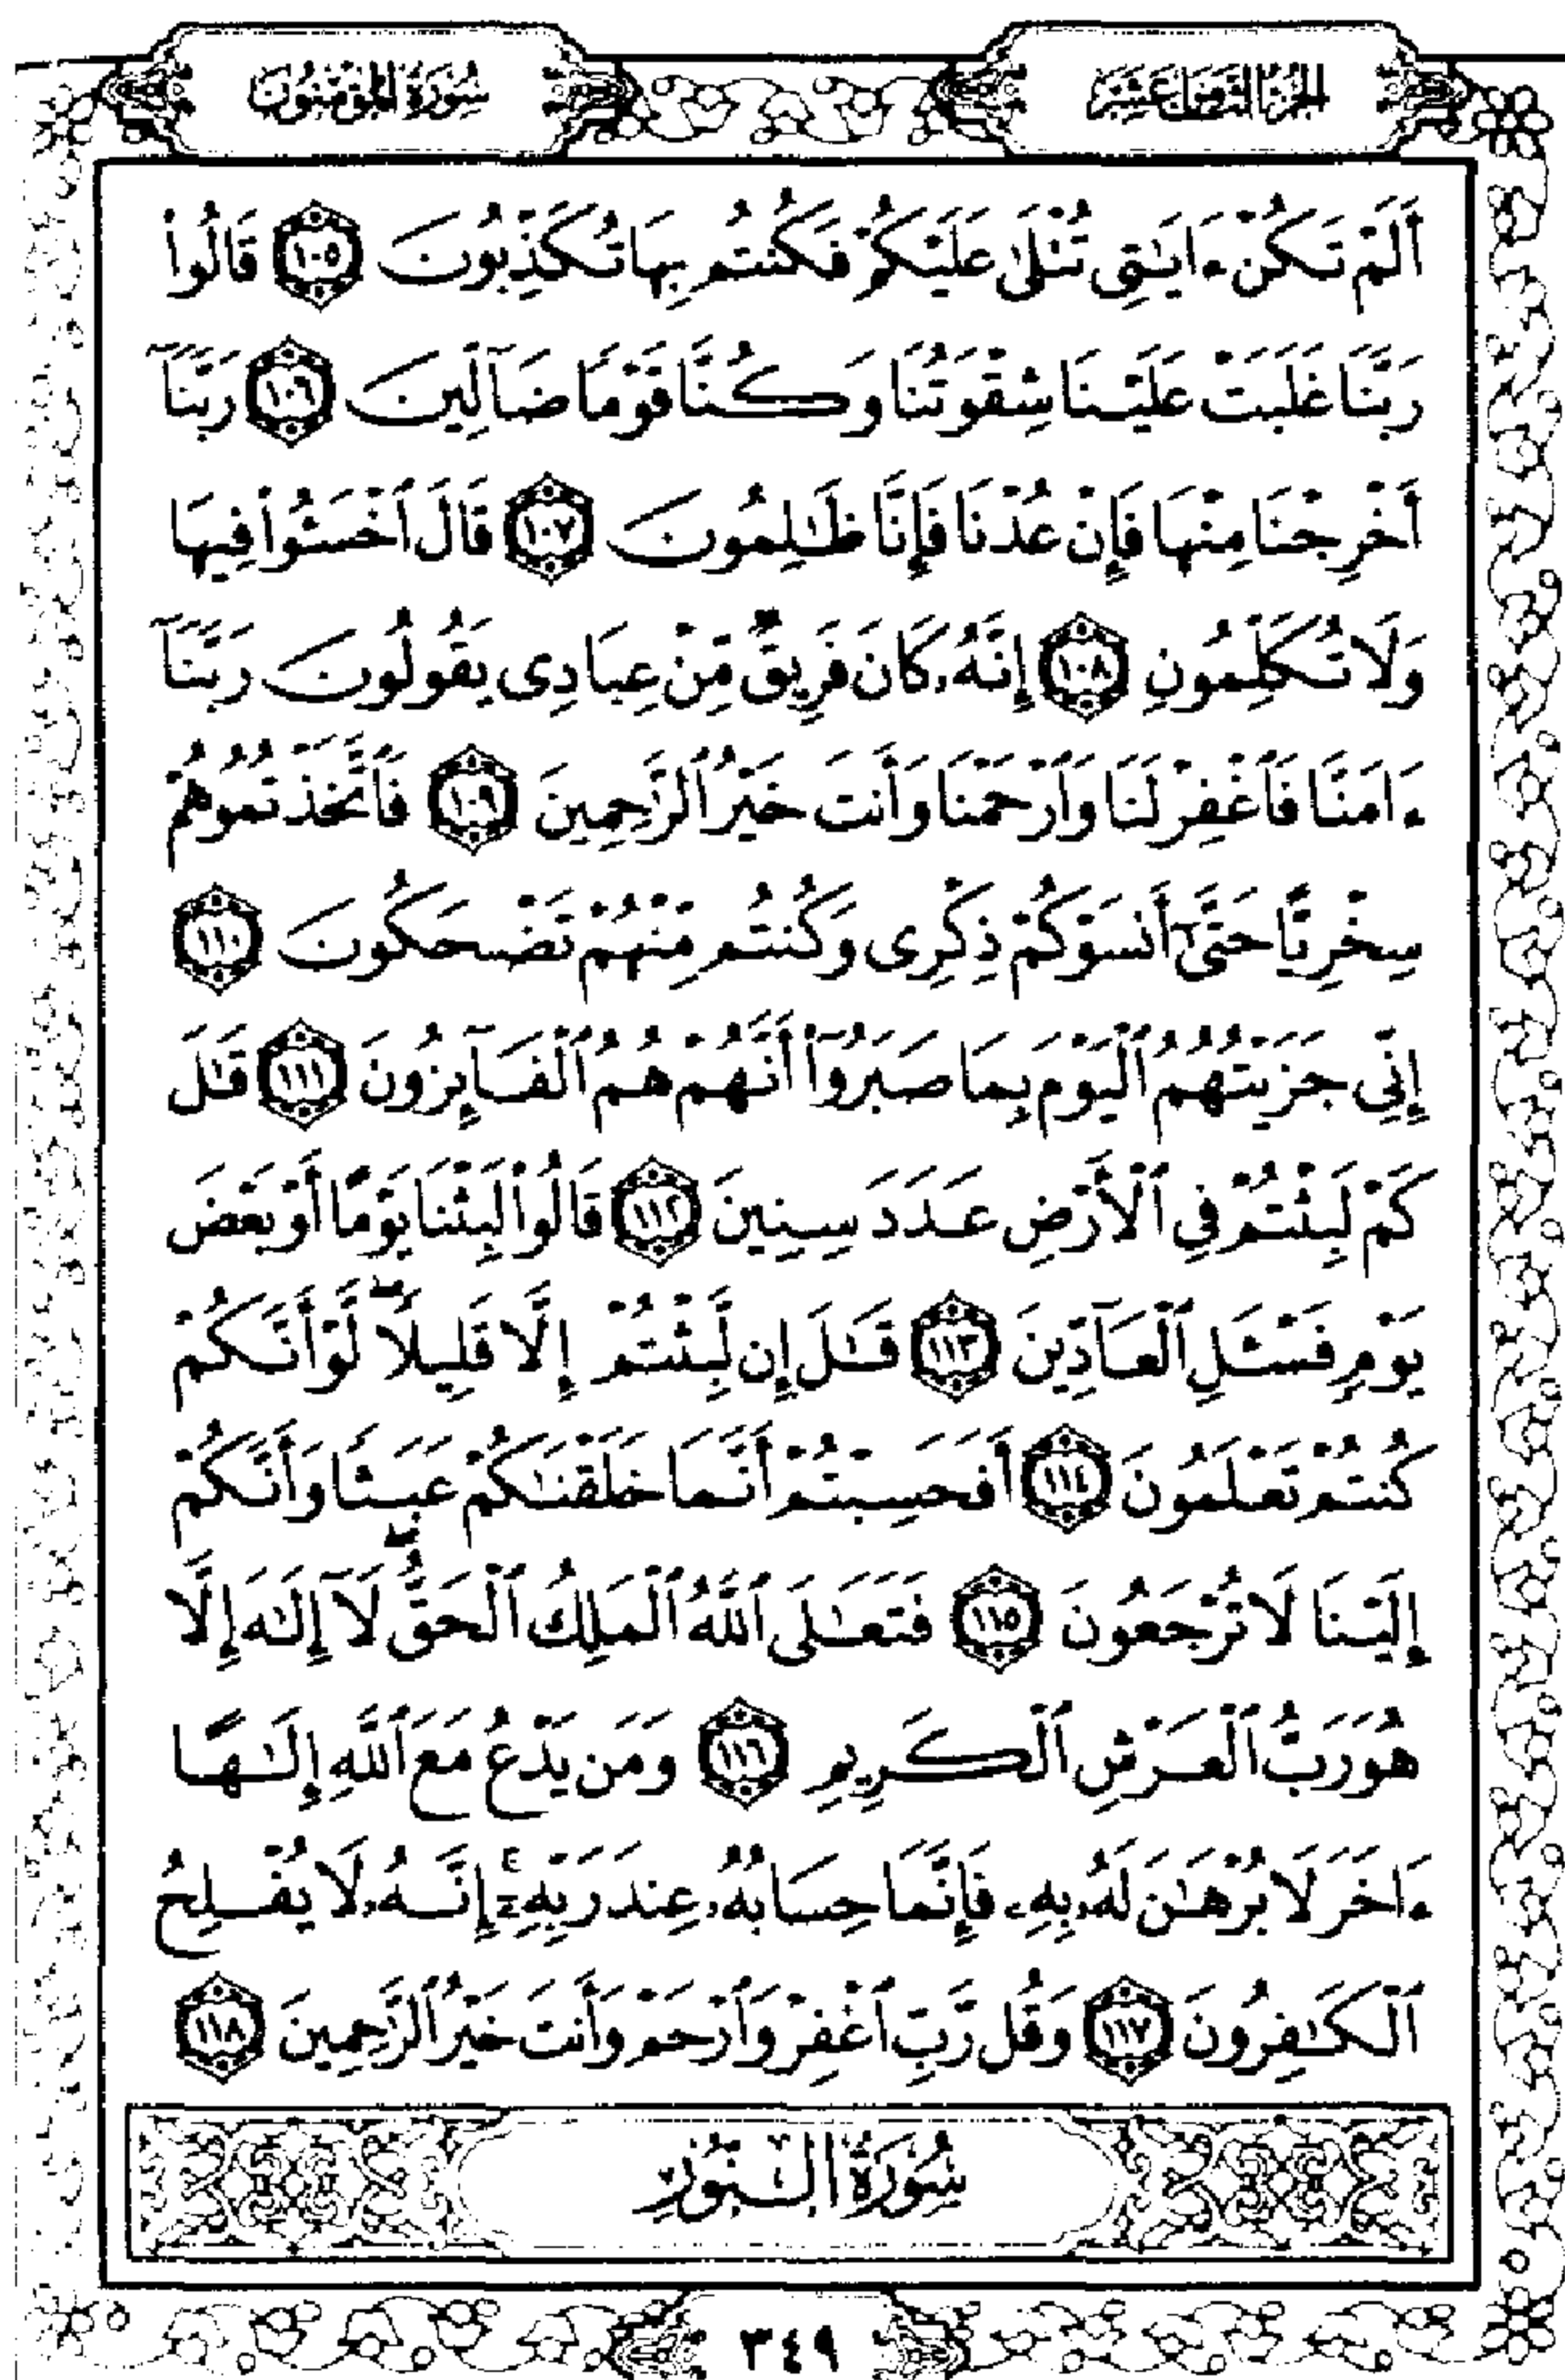 الجزء الثامن عشر
سورة المؤمنون
أَلَمْ تَكُنْ ءَايَـٰتِى تُتْلَىٰ عَلَيْكُمْ فَكُنتُم بِهَا تُكَذِّبُونَ ١٠٥ قَالُوا۟
رَبَّنَا غَلَبَتْ عَلَيْنَا شِقْوَتُنَا وَكُنَّا قَوْمًا ضَآلِّينَ ١٠٦ رَبَّنَآ
أَخْرِجْنَا مِنْهَا فَإِنْ عُدْنَا فَإِنَّا ظَـٰلِمُونَ ١٠٧ قَالَ ٱخْسَـُٔوا۟ فِيهَا
وَلَا تُكَلِّمُونِ ١٠٨ إِنَّهُۥ كَانَ فَرِيقٌ مِّنْ عِبَادِى يَقُولُونَ رَبَّنَآ
ءَامَنَّا فَٱغْفِرْ لَنَا وَٱرْحَمْنَا وَأَنتَ خَيْرُ ٱلرَّٰحِمِينَ ١٠٩ فَٱتَّخَذْتُمُوهُمْ
سِخْرِيًّا حَتَّىٰٓ أَنسَوْكُمْ ذِكْرِى وَكُنتُم مِّنْهُمْ تَضْحَكُونَ ١١٠
إِنِّى جَزَيْتُهُمُ ٱلْيَوْمَ بِمَا صَبَرُوٓا۟ أَنَّهُمْ هُمُ ٱلْفَآئِزُونَ ١١١ قَـٰلَ
كَمْ لَبِثْتُمْ فِى ٱلْأَرْضِ عَدَدَ سِنِينَ ١١٢ قَالُوا۟ لَبِثْنَا يَوْمًا أَوْ بَعْضَ
يَوْمٍ فَسْـَٔلِ ٱلْعَآدِّينَ ١١٣ قَـٰلَ إِن لَّبِثْتُمْ إِلَّا قَلِيلًا ۖ لَّوْ أَنَّكُمْ
كُنتُمْ تَعْلَمُونَ ١١٤ أَفَحَسِبْتُمْ أَنَّمَا خَلَقْنَـٰكُمْ عَبَثًا وَأَنَّكُمْ
إِلَيْنَا لَا تُرْجَعُونَ ١١٥ فَتَعَـٰلَى ٱللَّهُ ٱلْمَلِكُ ٱلْحَقُّ ۖ لَآ إِلَـٰهَ إِلَّا
هُوَ رَبُّ ٱلْعَرْشِ ٱلْكَرِيمِ ١١٦ وَمَن يَدْعُ مَعَ ٱللَّهِ إِلَـٰهًا
ءَاخَرَ لَا بُرْهَـٰنَ لَهُۥ بِهِۦ فَإِنَّمَا حِسَابُهُۥ عِندَ رَبِّهِۦٓ ۚ إِنَّهُۥ لَا يُفْلِحُ
ٱلْكَـٰفِرُونَ ١١٧ وَقُل رَّبِّ ٱغْفِرْ وَٱرْحَمْ وَأَنتَ خَيْرُ ٱلرَّٰحِمِينَ ١١٨
سُورَةُ النُّورِ
٣٤٩